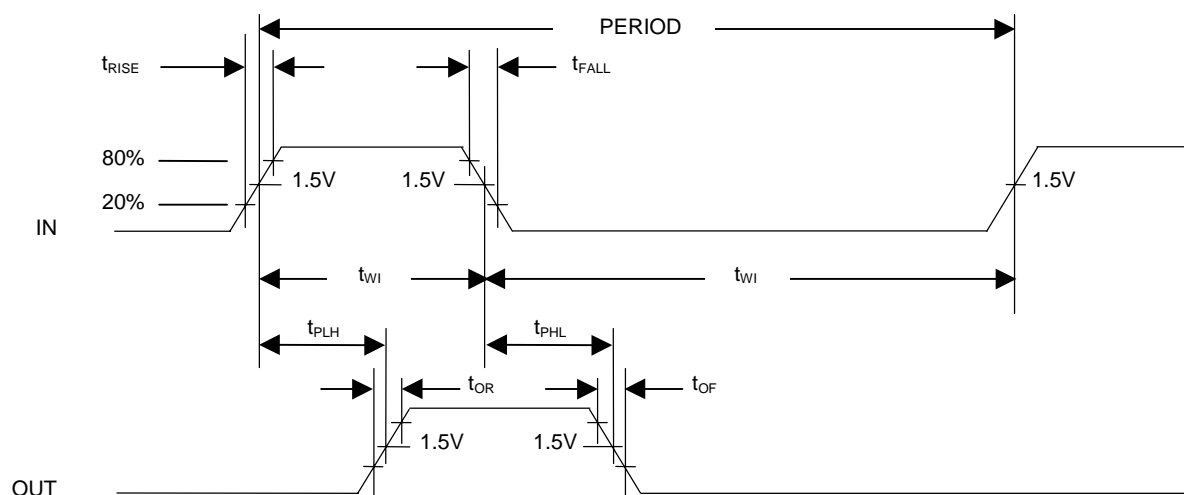 PERIOD
tRISE
tFALL
80%
1.5V 1.5V 1.5V
20%
IN
tWI tWI
tPLH tPHL
tOR tOF
1.5V 1.5V
OUT